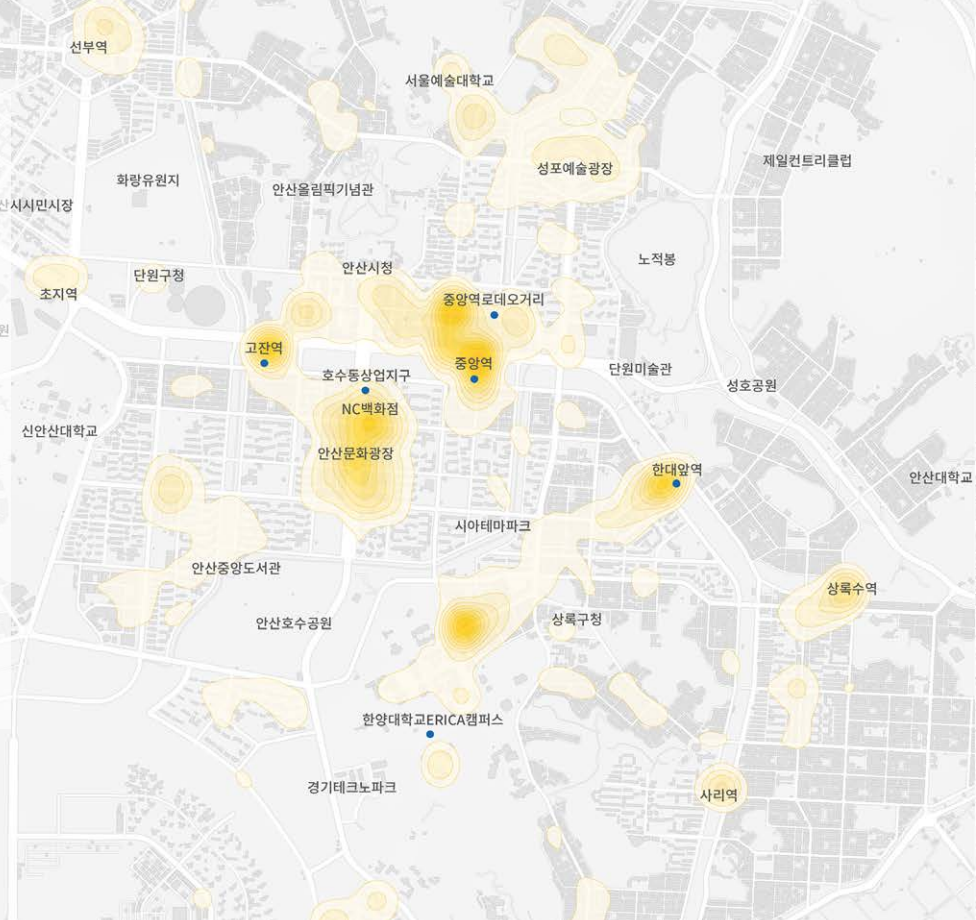 선부역
서울예술대학교
성포예술광장
제일컨트리클럽
화랑유원지
안산올림픽기념관
시시민시장
노적봉
안산시청
단원구청
초지역
중앙역로데오거리
고잔역
중앙역
호수동상업지구
단원미술관
성호공원
NC백화점
신안산대학교
안산문화광장
한대앞역
안산대학교
시아테마파크
안산중앙도서관
상록수역
안산호수공원
상록구청
한양대학교ERICA캠퍼스
경기테크노파크
사리역